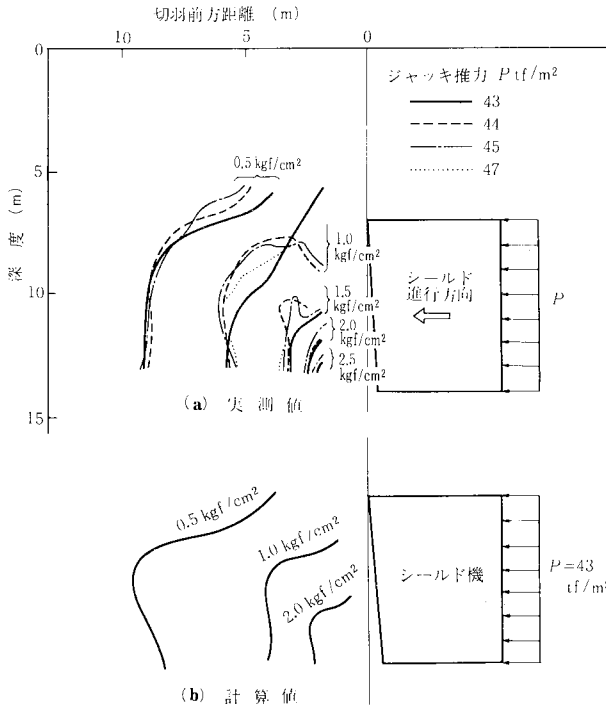 切羽前方距離 (m)
10 5 0
0
5
10
15
深度 (m)
ジャッキ推力 P tf/m²
43
44
45
47
0.5 kgf/cm²
1.0
kgf/cm²
1.5
kgf/cm²
2.0
kgf/cm²
2.5
kgf/cm²
シールド
進行方向
P
(a) 実測値
0.5 kgf/cm²
1.0 kgf/cm²
2.0 kgf/cm²
シールド機
P=43
tf/m²
(b) 計算値